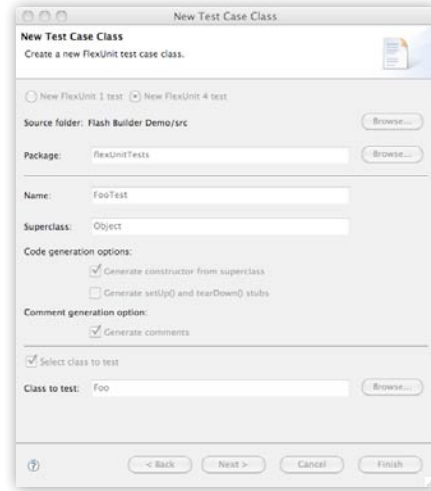 New Test Case Class
New Test Case Class
Create a new FlexUnit test case class.
New FlexUnit 1 test New FlexUnit 4 test
Source folder: Flash Builder Demo/src Browse...
Package: flexUnitTests Browse...
Name: FooTest
Superclass: Object
Code generation options:
Generate constructor from superclass
Generate setUp() and tearDown() stubs
Comment generation option:
Generate comments
Select class to test
Class to test: Foo Browse...
? < Back Next > Cancel Finish